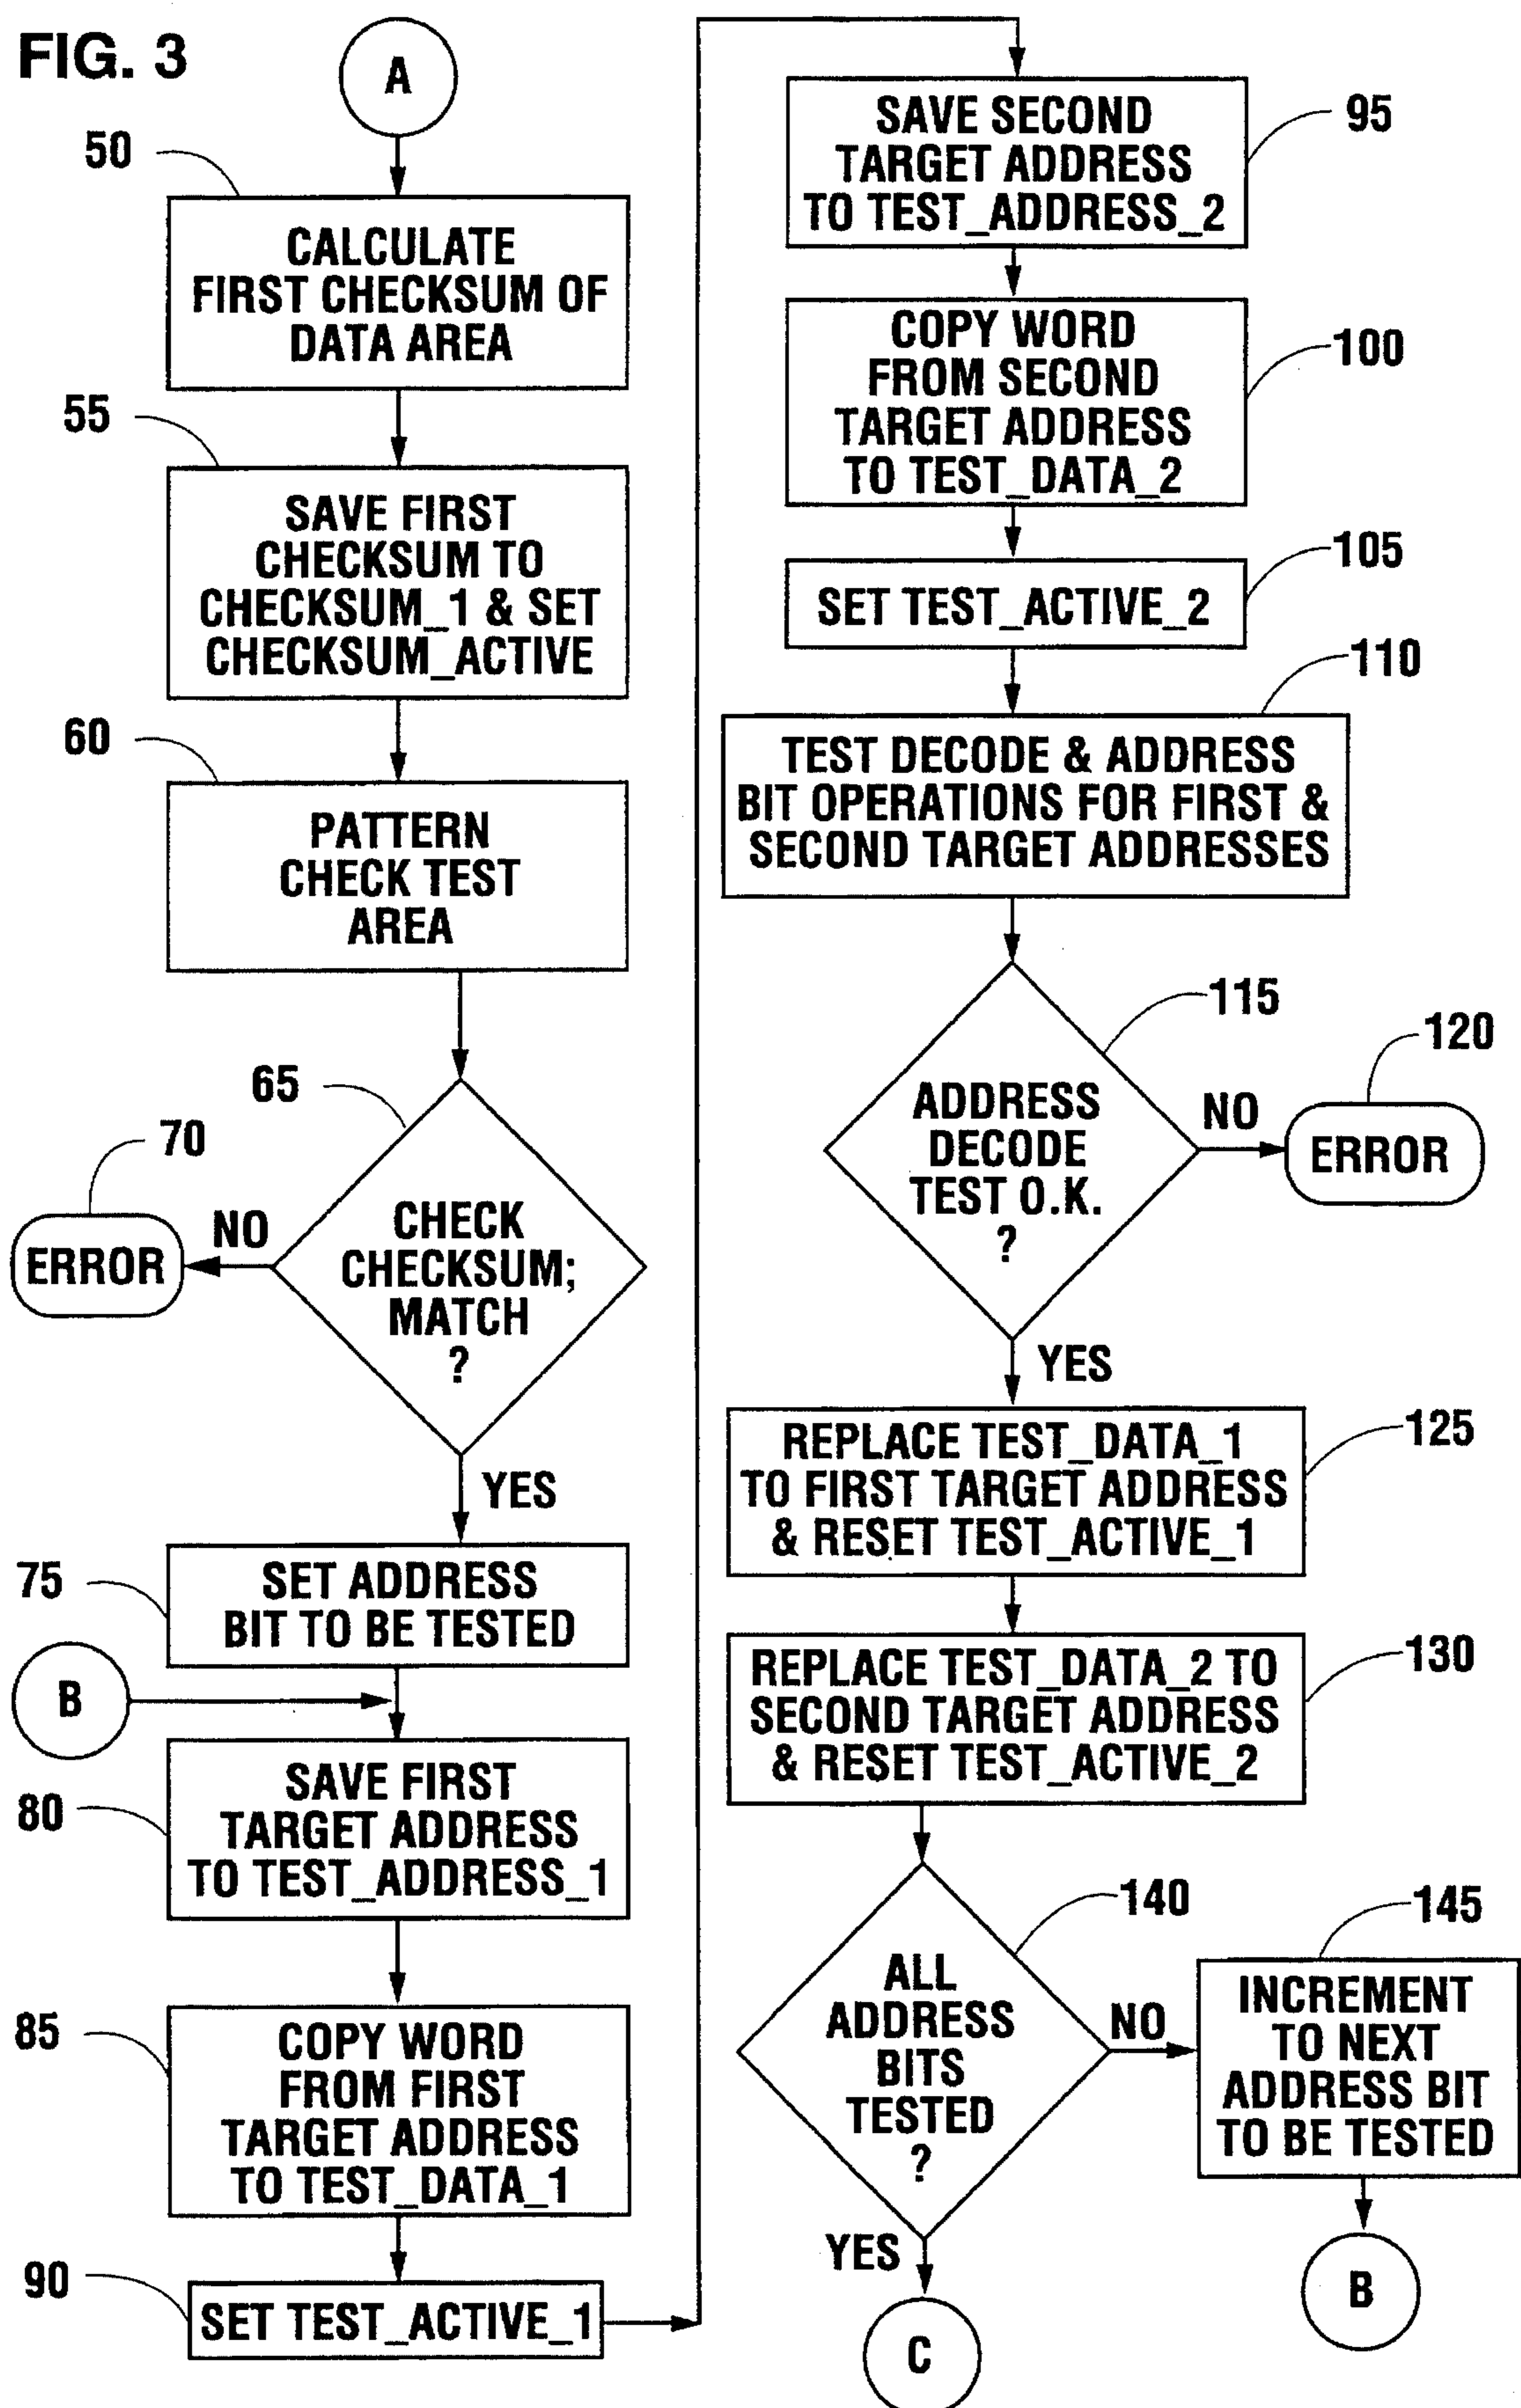 FIG. 3
A
50
CALCULATE
FIRST CHECKSUM OF
DATA AREA
55
SAVE FIRST
CHECKSUM TO
CHECKSUM_1 & SET
CHECKSUM_ACTIVE
60
PATTERN
CHECK TEST
AREA
65
70
ERROR
NO
CHECK
CHECKSUM;
MATCH
?
YES
75
SET ADDRESS
BIT TO BE TESTED
B
80
SAVE FIRST
TARGET ADDRESS
TO TEST_ADDRESS_1
85
COPY WORD
FROM FIRST
TARGET ADDRESS
TO TEST_DATA_1
90
SET TEST_ACTIVE_1
95
SAVE SECOND
TARGET ADDRESS
TO TEST_ADDRESS_2
100
COPY WORD
FROM SECOND
TARGET ADDRESS
TO TEST_DATA_2
105
SET TEST_ACTIVE_2
110
TEST DECODE & ADDRESS
BIT OPERATIONS FOR FIRST &
SECOND TARGET ADDRESSES
115
ADDRESS
DECODE
TEST O.K.
?
NO
120
ERROR
YES
125
REPLACE TEST_DATA_1
TO FIRST TARGET ADDRESS
& RESET TEST_ACTIVE_1
130
REPLACE TEST_DATA_2 TO
SECOND TARGET ADDRESS
& RESET TEST_ACTIVE_2
140
ALL
ADDRESS
BITS
TESTED
?
NO
145
INCREMENT
TO NEXT
ADDRESS BIT
TO BE TESTED
B
YES
C